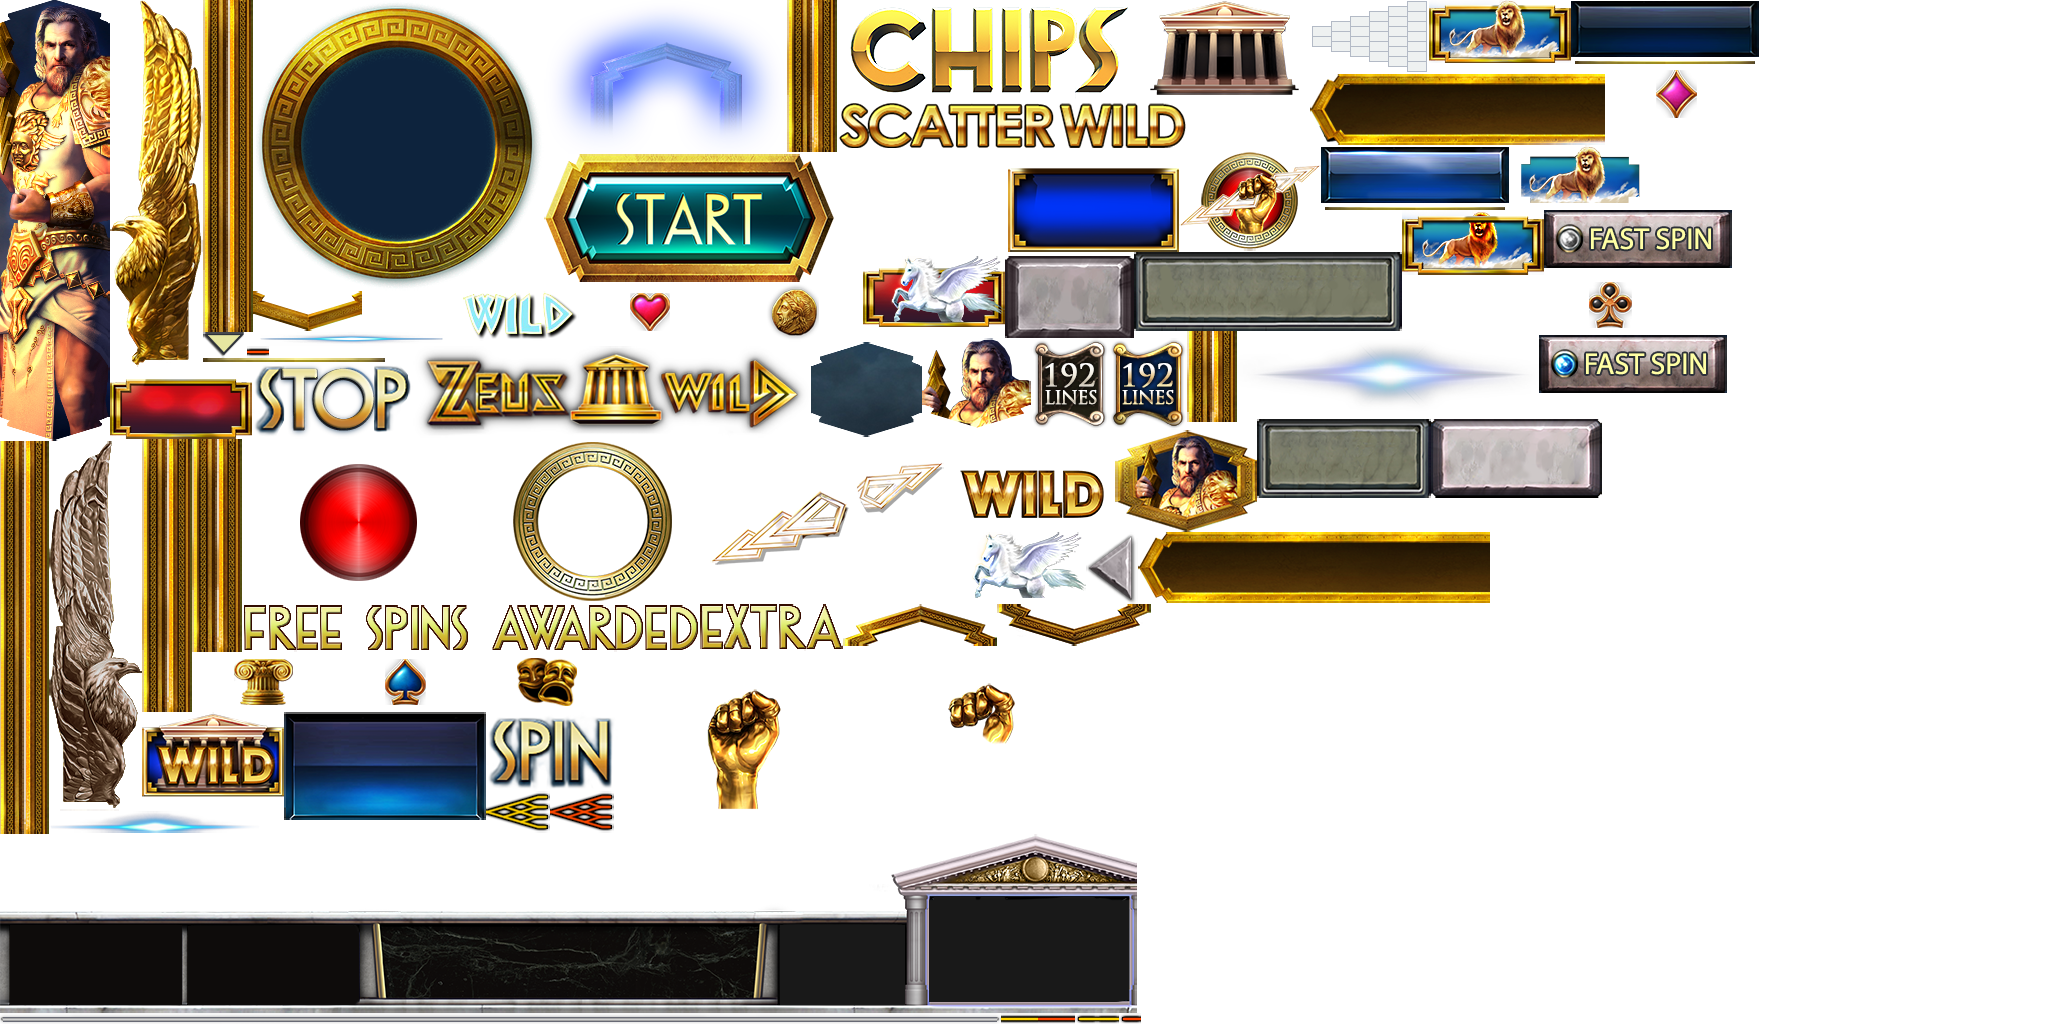 CHIPS
SCATTER WILD
START
FAST SPIN
WILD
FAST SPIN
STOP
ZEUS WILD
192
LINES
192
LINES
WILD
FREE SPINS AWARDED EXTRA
WILD
SPIN